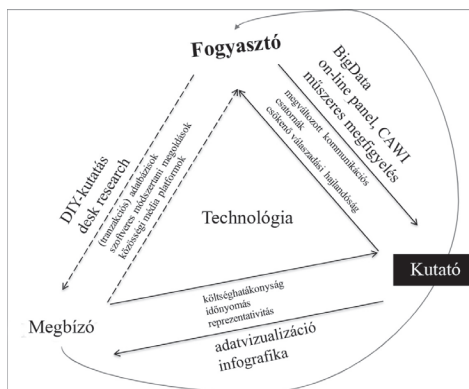 Fogyasztó
BigData
on-line panel, CAWI
műszeres megfigyelés
megváltozott kommunikációs
csatornák
csökkenő válaszadási hajlandóság
DIY-kutatás
desk research
(tranzakciós) adatbázisok
szoftveres módszertani megoldások
közösségi média platformok
Technológia
Kutató
Megbízó
költséghatákonyság
időnyomás
reprezentativitás
adatvizualizáció
infografika